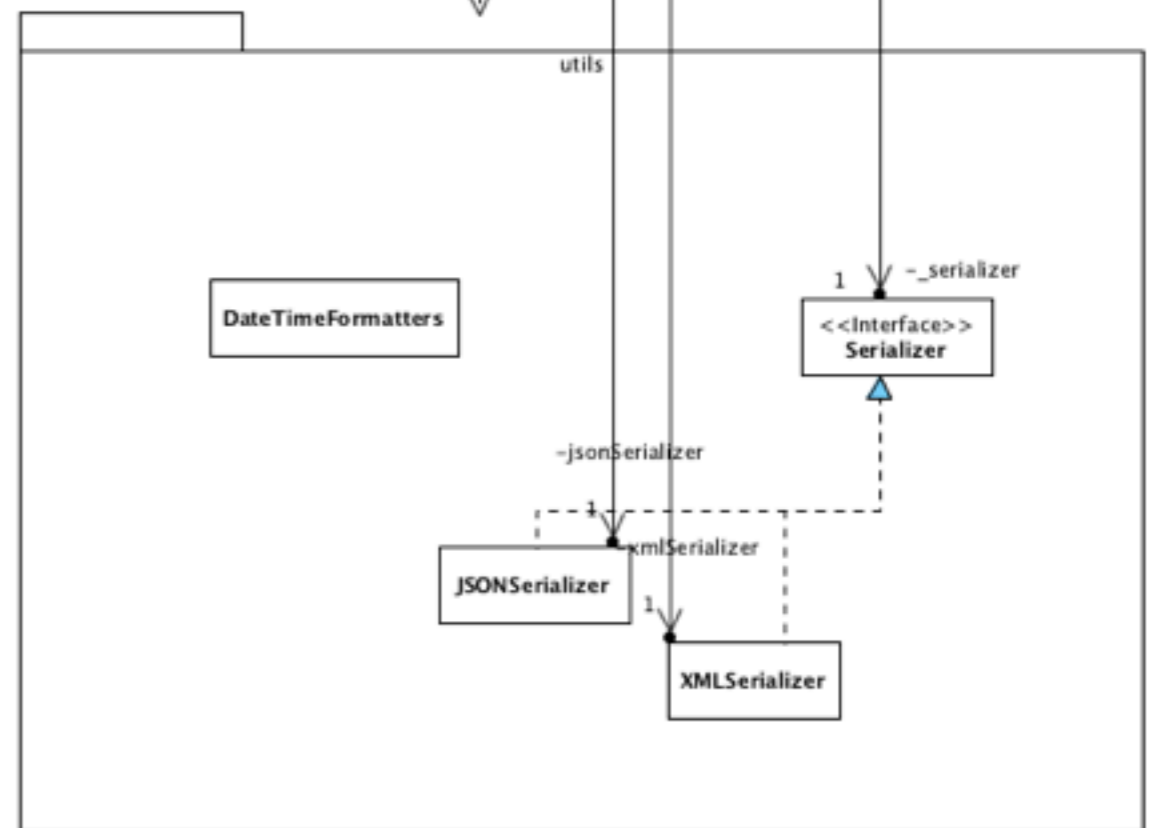 utils
-_serializer
1
<<Interface>>
Serializer
DateTimeFormatters
-jsonSerializer
1
-xmlSerializer
JSONSerializer
1
XMLSerializer